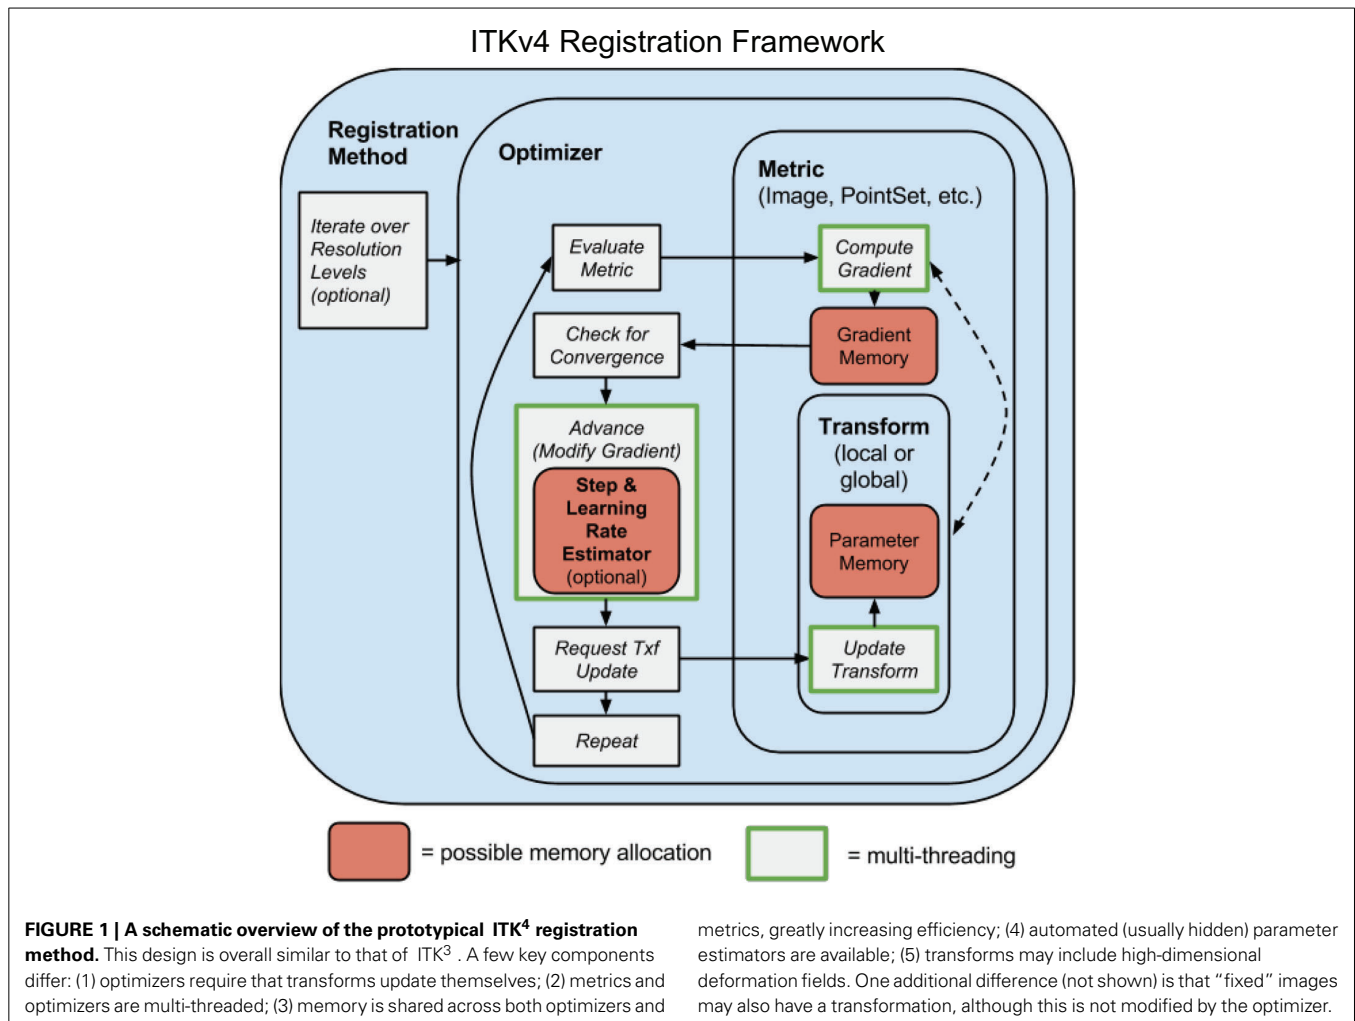 ITKv4 Registration Framework
Registration
Method
Optimizer
Metric
(Image, PointSet, etc.)
Iterate over
Resolution
Levels
(optional)
Evaluate
Metric
Compute
Gradient
Check for
Convergence
Gradient
Memory
Advance
(Modify Gradient)
Step &
Learning
Rate
Estimator
(optional)
Transform
(local or
global)
Parameter
Memory
Request Txf
Update
Update
Transform
Repeat
= possible memory allocation
= multi-threading
FIGURE 1 | A schematic overview of the prototypical ITK⁴ registration
method. This design is overall similar to that of ITK³ . A few key components
differ: (1) optimizers require that transforms update themselves; (2) metrics and
optimizers are multi-threaded; (3) memory is shared across both optimizers and
metrics, greatly increasing efficiency; (4) automated (usually hidden) parameter
estimators are available; (5) transforms may include high-dimensional
deformation fields. One additional difference (not shown) is that “fixed” images
may also have a transformation, although this is not modified by the optimizer.